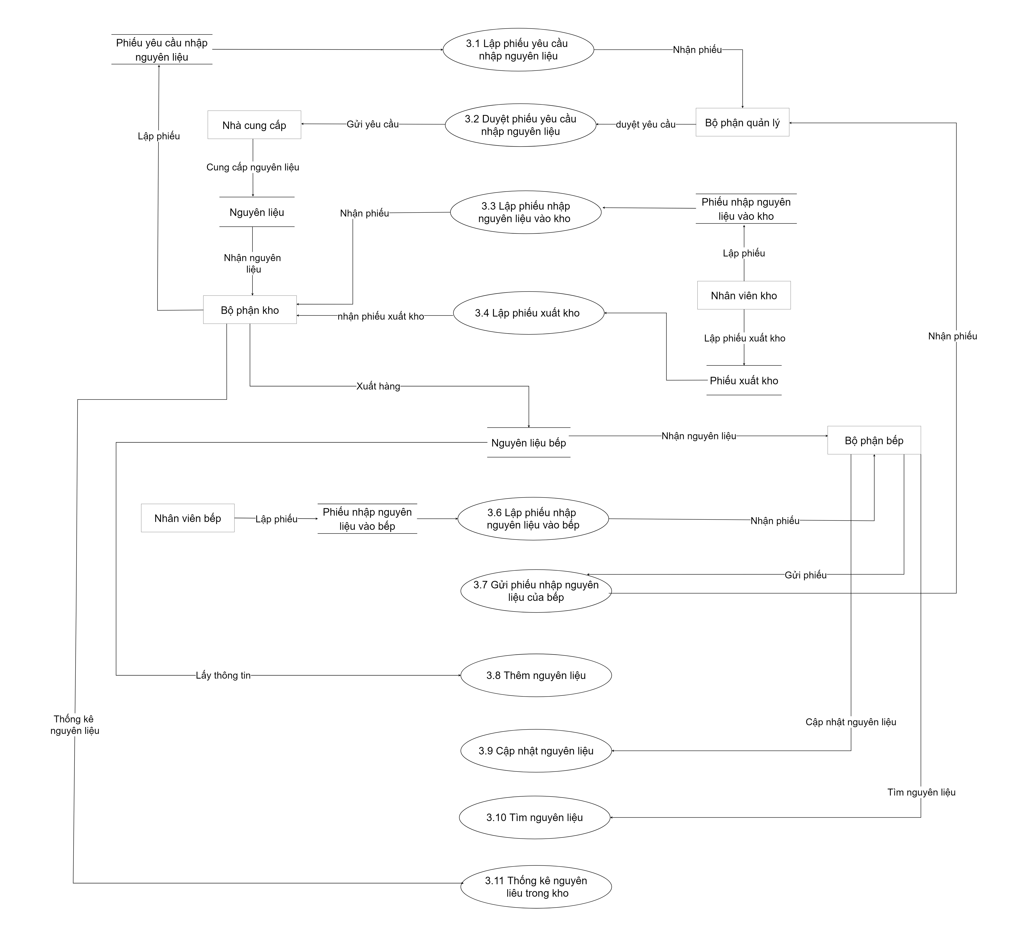 Phiếu yêu cầu nhập
nguyên liệu
3.1 Lập phiếu yêu cầu
nhập nguyên liệu
Nhận phiếu
Nhà cung cấp
Gửi yêu cầu
3.2 Duyệt phiếu yêu cầu
nhập nguyên liệu
duyệt yêu cầu
Bộ phận quản lý
Lập phiếu
Cung cấp nguyên liệu
Nguyên liệu
Nhận phiếu
3.3 Lập phiếu nhập
nguyên liệu vào kho
Phiếu nhập nguyên
liệu vào kho
Nhận nguyên
liệu
Lập phiếu
Bộ phận kho
nhận phiếu xuất kho
3.4 Lập phiếu xuất kho
Nhân viên kho
Lập phiếu xuất kho
Nhận phiếu
Phiếu xuất kho
Xuất hàng
Nguyên liệu bếp
Nhận nguyên liệu
Bộ phận bếp
Nhân viên bếp
Lập phiếu
Phiếu nhập nguyên
liệu vào bếp
3.6 Lập phiếu nhập
nguyên liệu vào bếp
Nhận phiếu
3.7 Gửi phiếu nhập nguyên
liệu của bếp
Gửi phiếu
Lấy thông tin
3.8 Thêm nguyên liệu
Thống kê
nguyên liệu
Cập nhật nguyên liệu
3.9 Cập nhật nguyên liệu
Tìm nguyên liệu
3.10 Tìm nguyên liệu
3.11 Thống kê nguyên
liêu trong kho